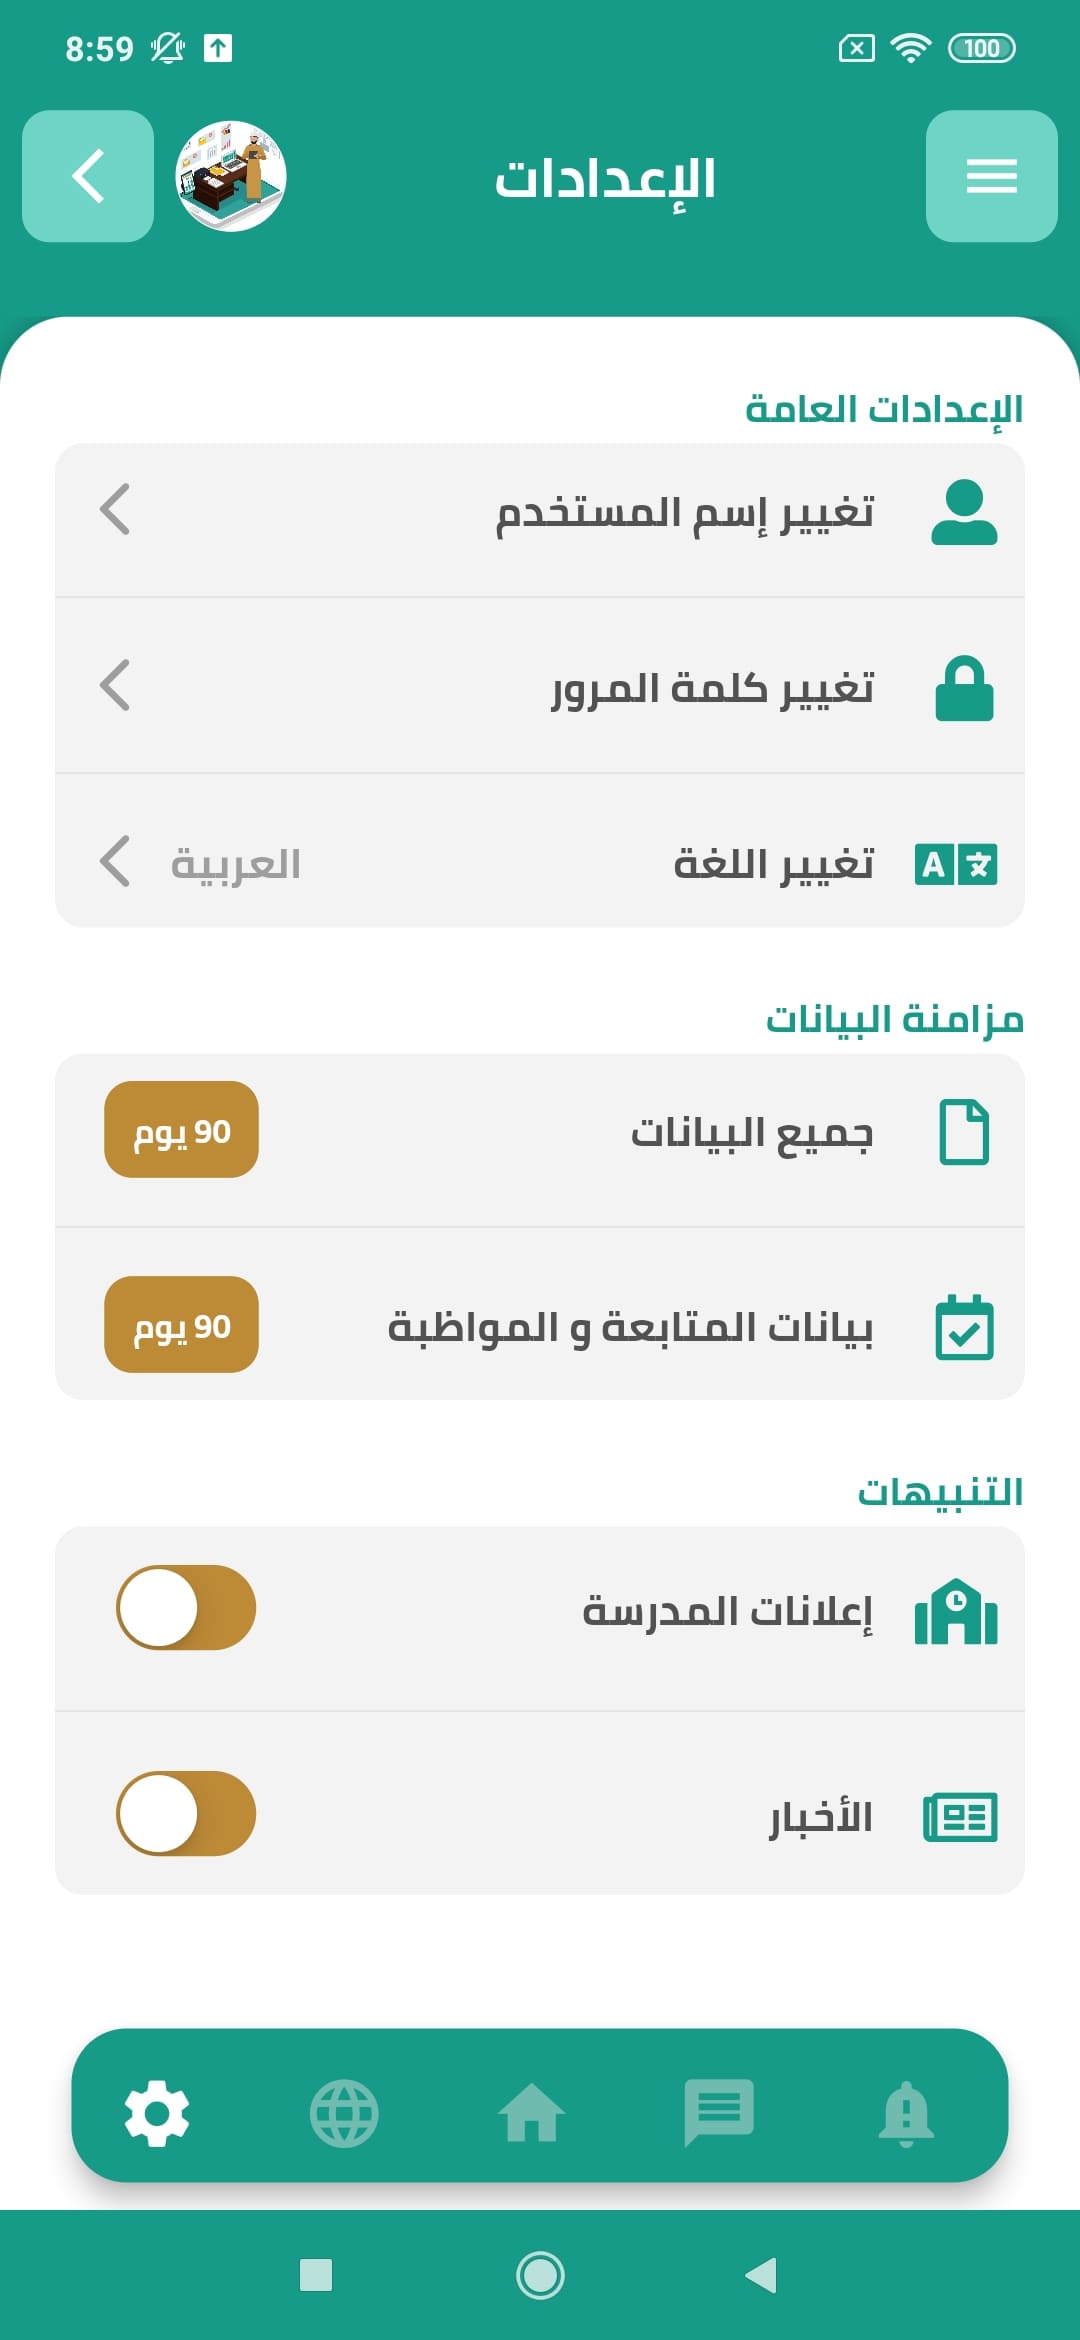 8:59
100
الإعدادات
الإعدادات العامة
تغيير إسم المستخدم
تغيير كلمة المرور
تغيير اللغة العربية
مزامنة البيانات
جميع البيانات 90 يوم
بيانات المتابعة و المواظبة 90 يوم
التنبيهات
إعلانات المدرسة
الأخبار